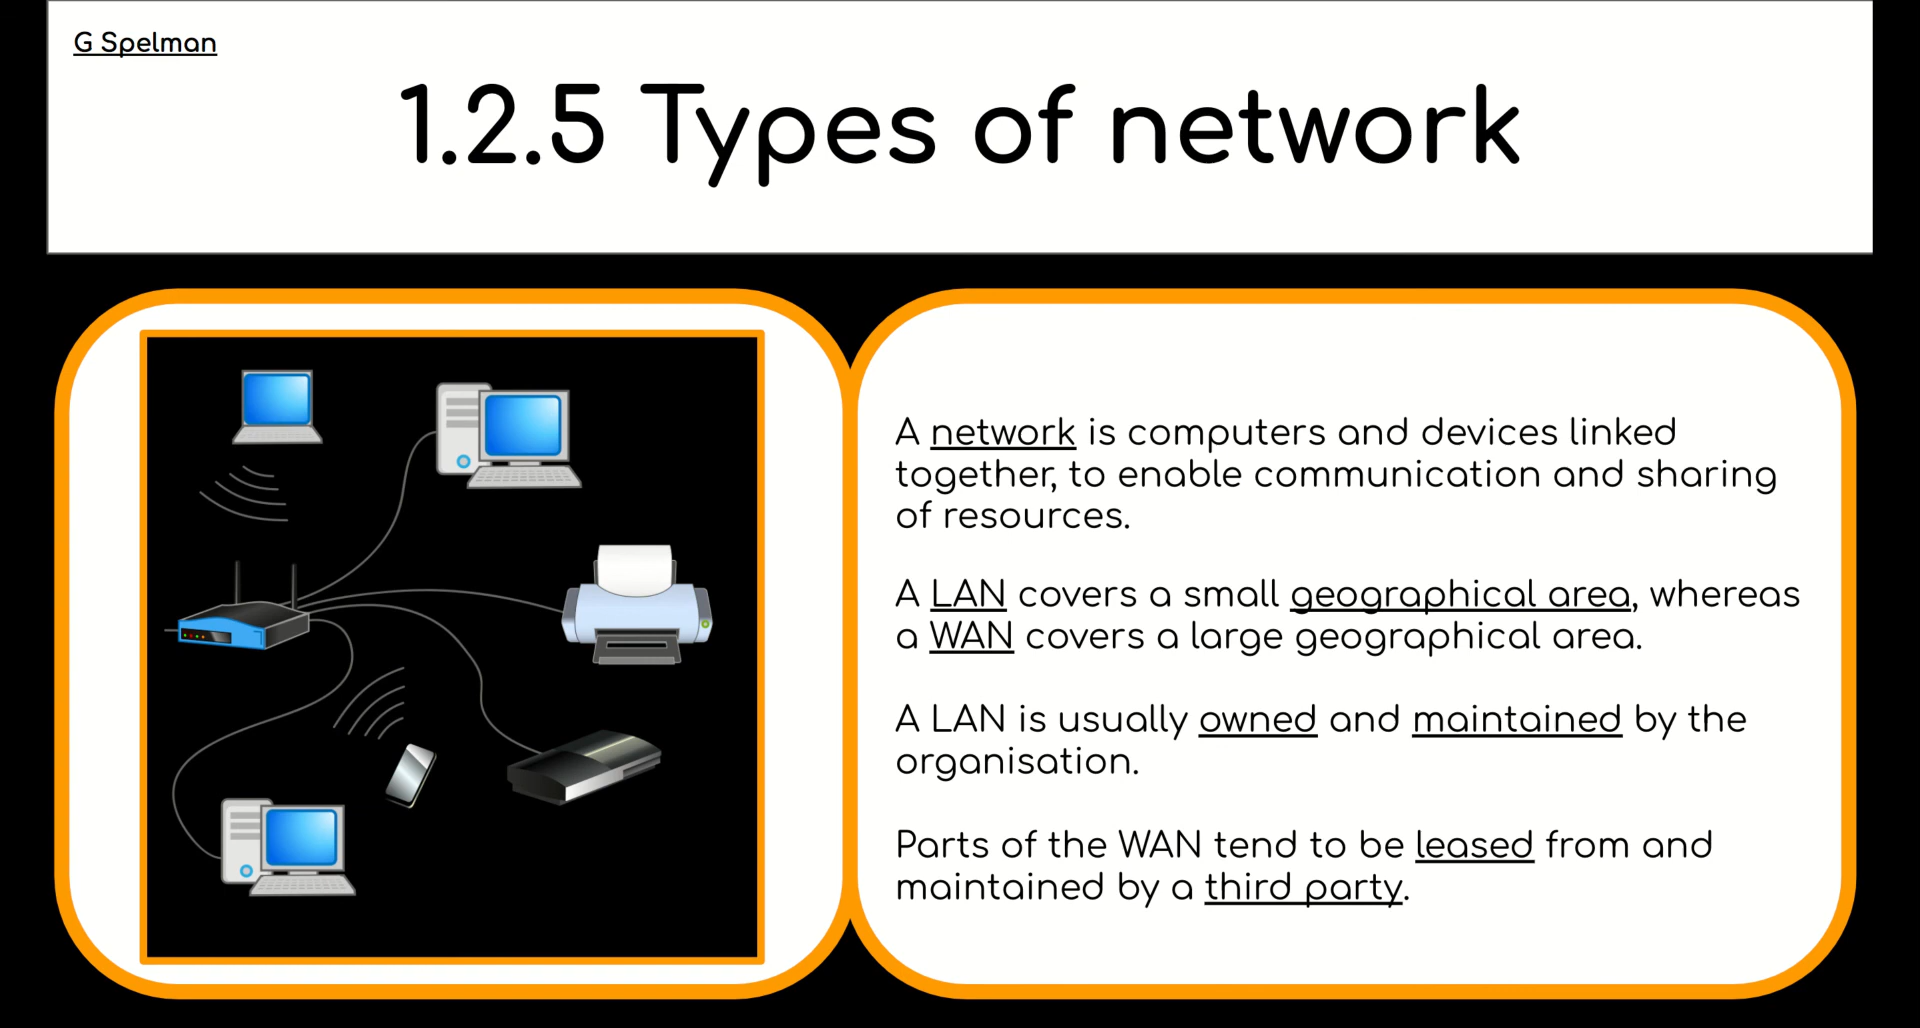 G Spelman
1.2.5 Types of network
A network is computers and devices linked
together, to enable communication and sharing
of resources.
A LAN covers a small geographical area, whereas
a WAN covers a large geographical area.
A LAN is usually owned and maintained by the
organisation.
Parts of the WAN tend to be leased from and
maintained by a third party.